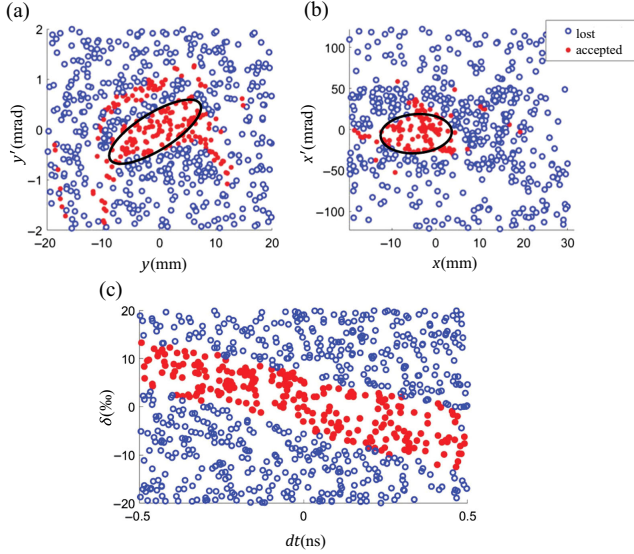 (a)
2
1
0
−1
−2
−20
−10
0
10
20
y′(mrad)
y(mm)
(b)
100
50
0
−50
−100
−10
0
10
20
30
x′(mrad)
x(mm)
lost
accepted
(c)
20
10
0
−10
−20
−0.5
0
0.5
δ(‰)
dt(ns)